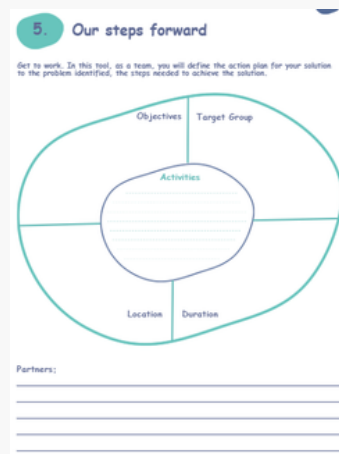 5. Our steps forward
Get to work. In this tool, as a team, you will define the action plan for your solution
to the problem identified, the steps needed to achieve the solution.
Objectives Target Group
Activities
Location Duration
Partners: